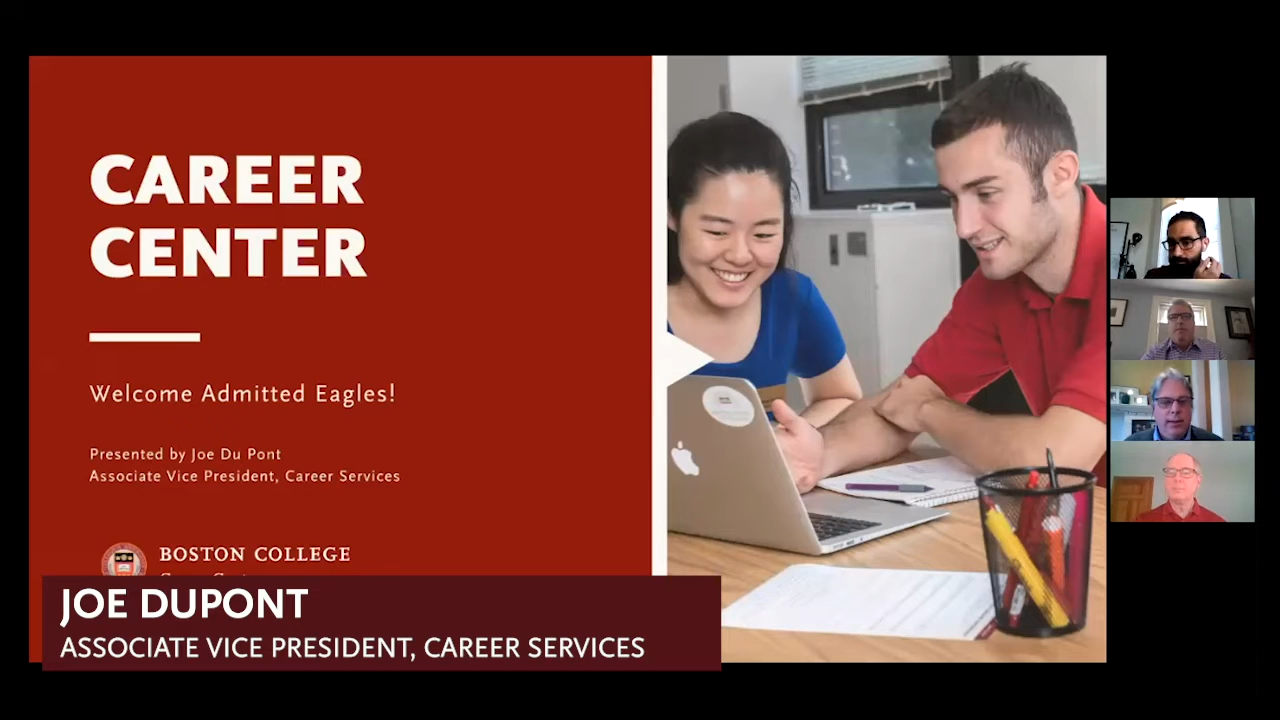 CAREER
CENTER
Welcome Admitted Eagles!
Presented by Joe Du Pont
Associate Vice President, Career Services
BOSTON COLLEGE
JOE DUPONT
ASSOCIATE VICE PRESIDENT, CAREER SERVICES